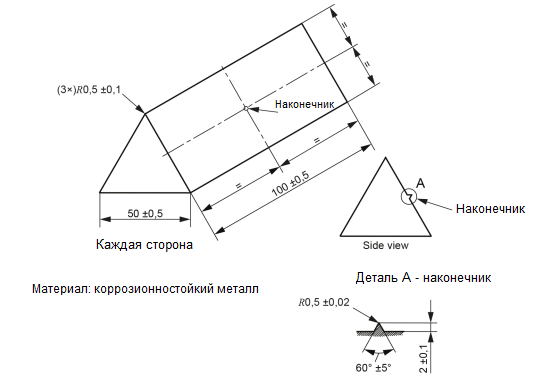 =
=
(3×)R0,5 ±0,1
Наконечник
=
=
100 ±0,5
A
50 ±0,5
Наконечник
Каждая сторона
Side view
Деталь А - наконечник
Материал: коррозионностойкий металл
R0,5 ±0,02
2 ±0,1
60° ±5°